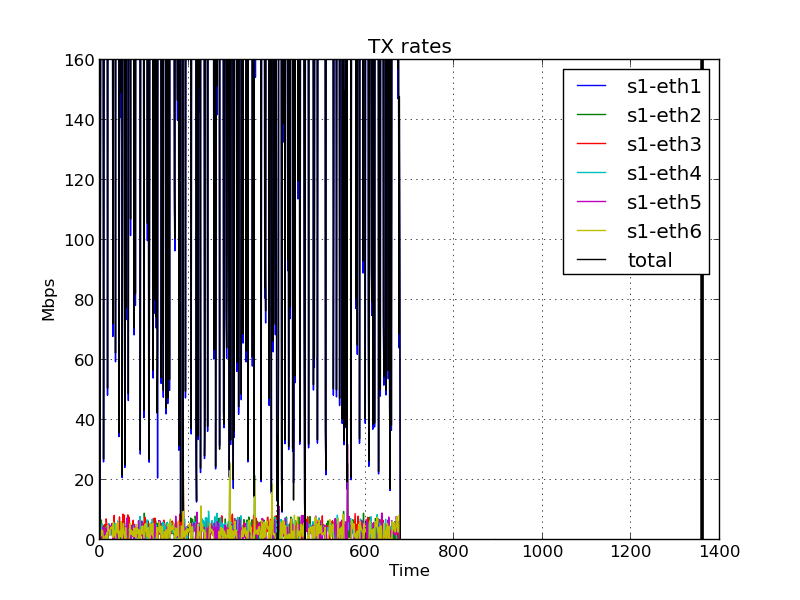 TX rates
160
140
120
100
80
60
40
20
0
Mbps
s1-eth1
s1-eth2
s1-eth3
s1-eth4
s1-eth5
s1-eth6
total
0 200 400 600 800 1000 1200 1400
Time